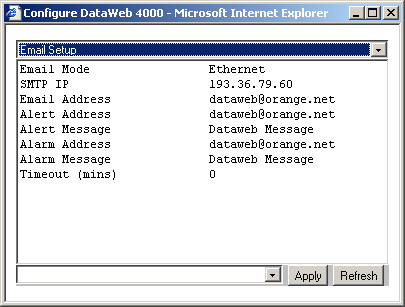 Configure DataWeb 4000 - Microsoft Internet Explorer
Email Setup
Email Mode Ethernet
SMTP IP 193.36.79.60
Email Address dataweb@orange.net
Alert Address dataweb@orange.net
Alert Message Dataweb Message
Alarm Address dataweb@orange.net
Alarm Message Dataweb Message
Timeout (mins) 0
Apply Refresh